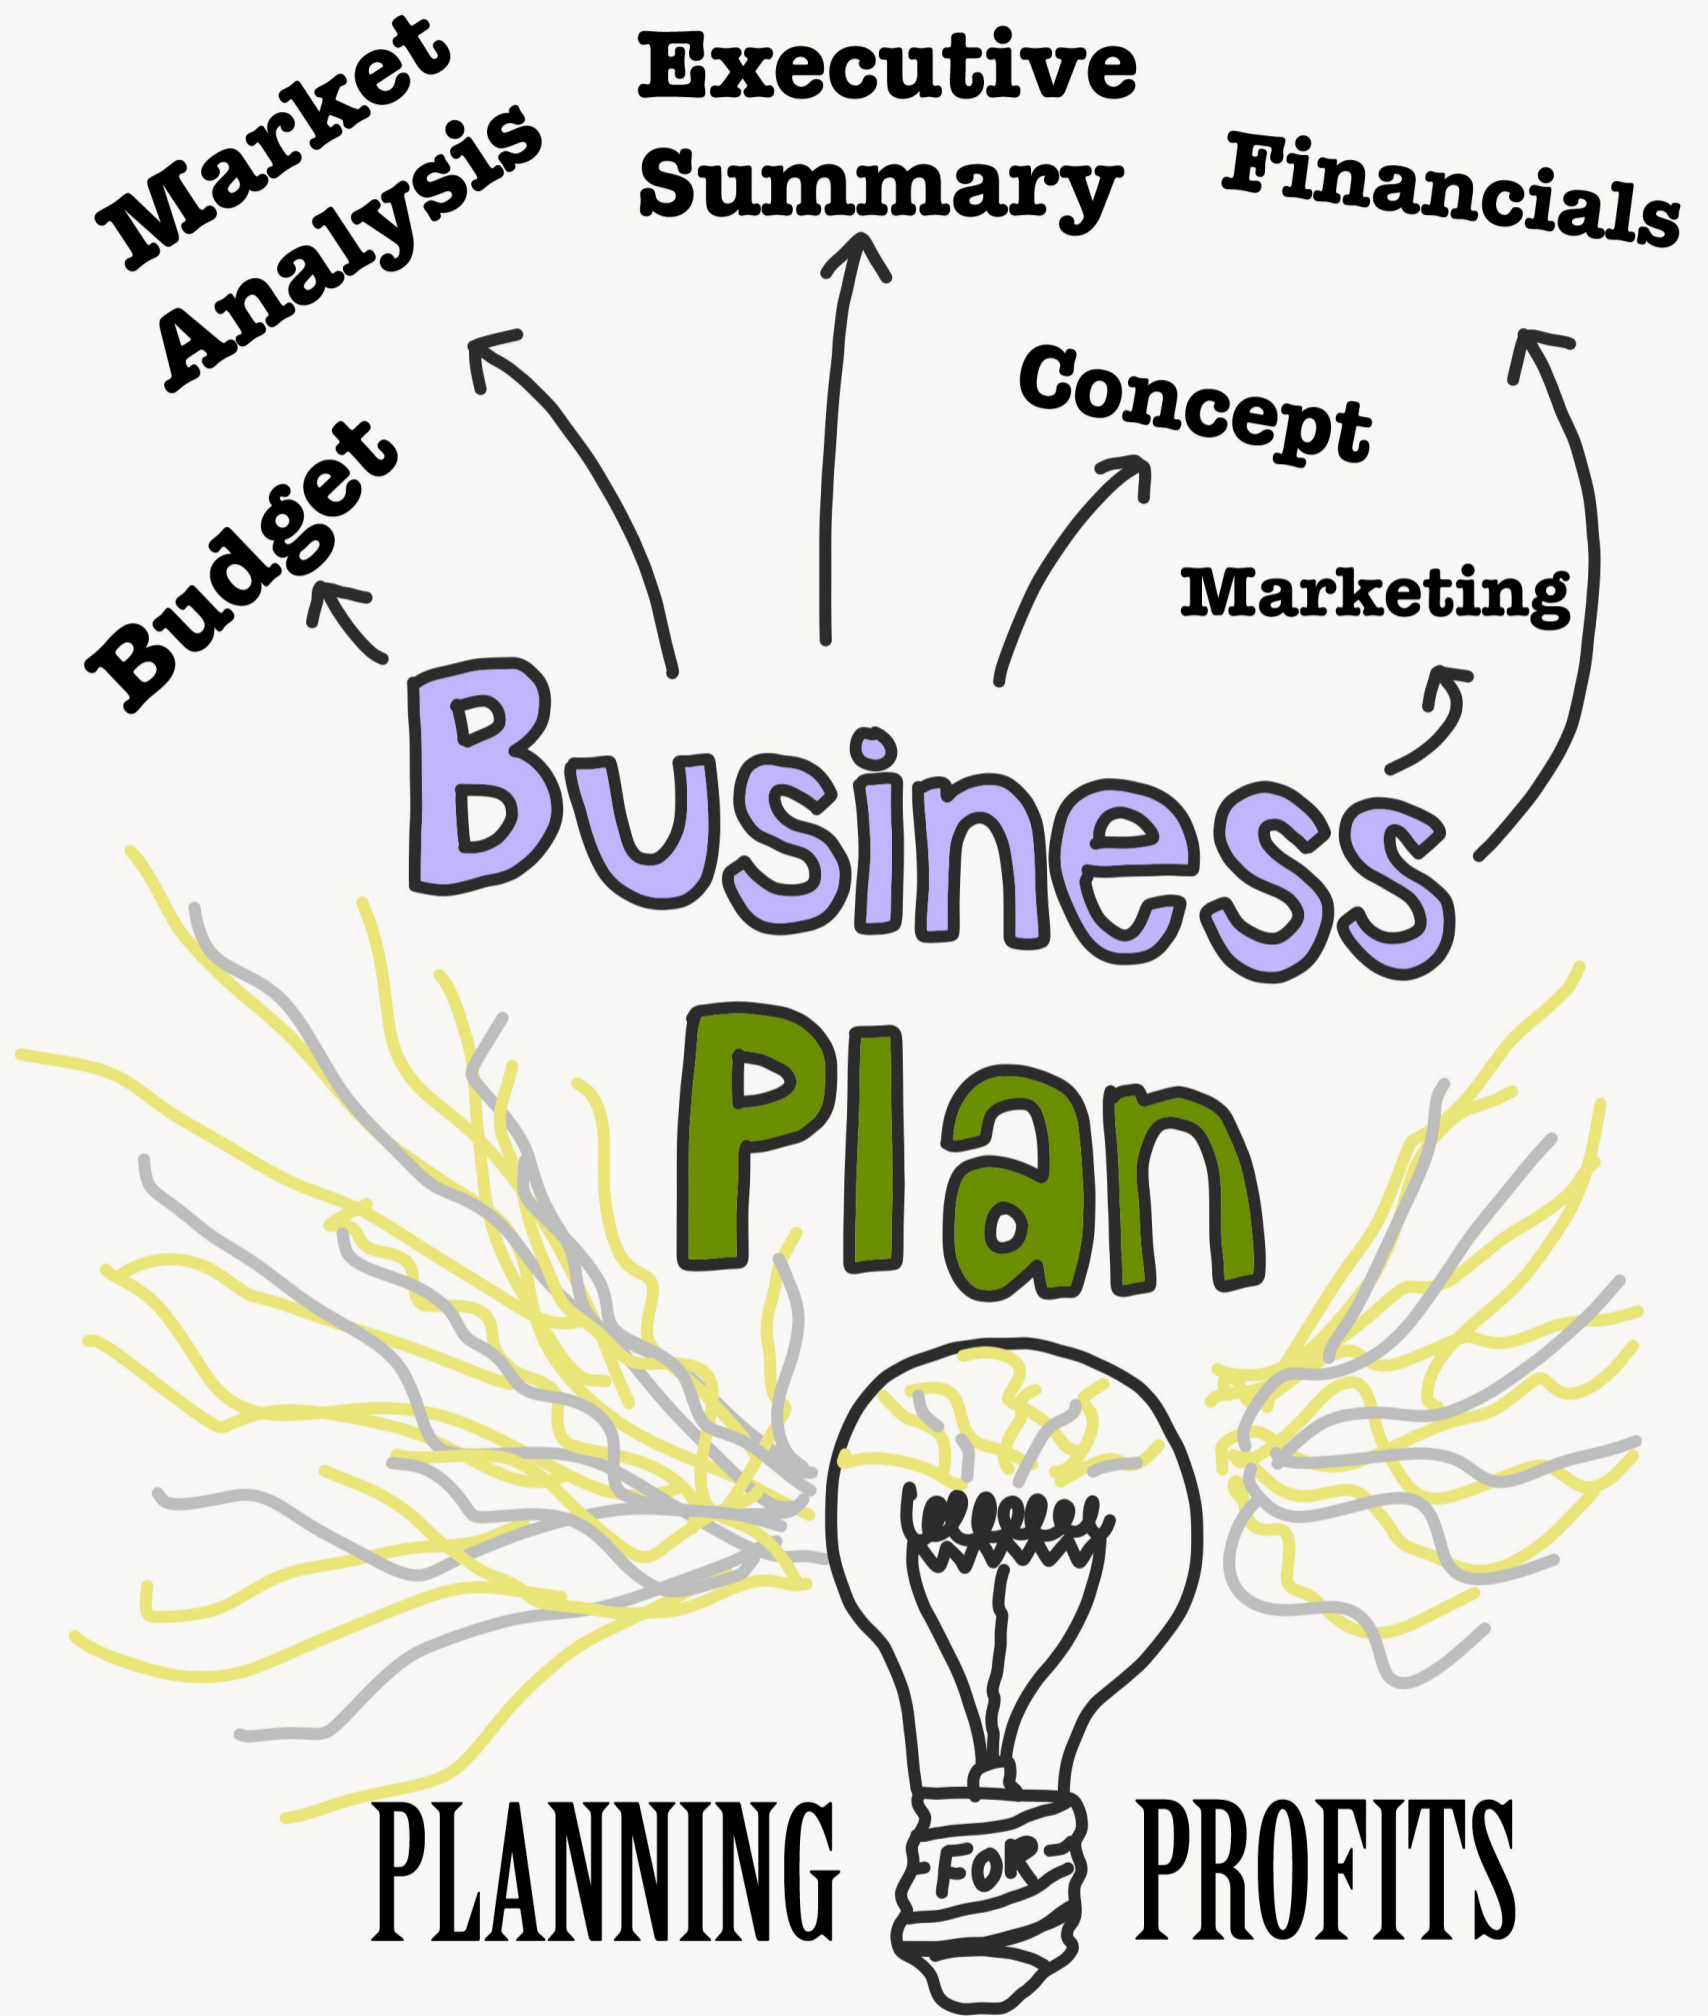 Market
Analysis
Executive
Summary
Financials
Concept
Budget
Marketing
Business
Plan
PLANNING FOR PROFITS